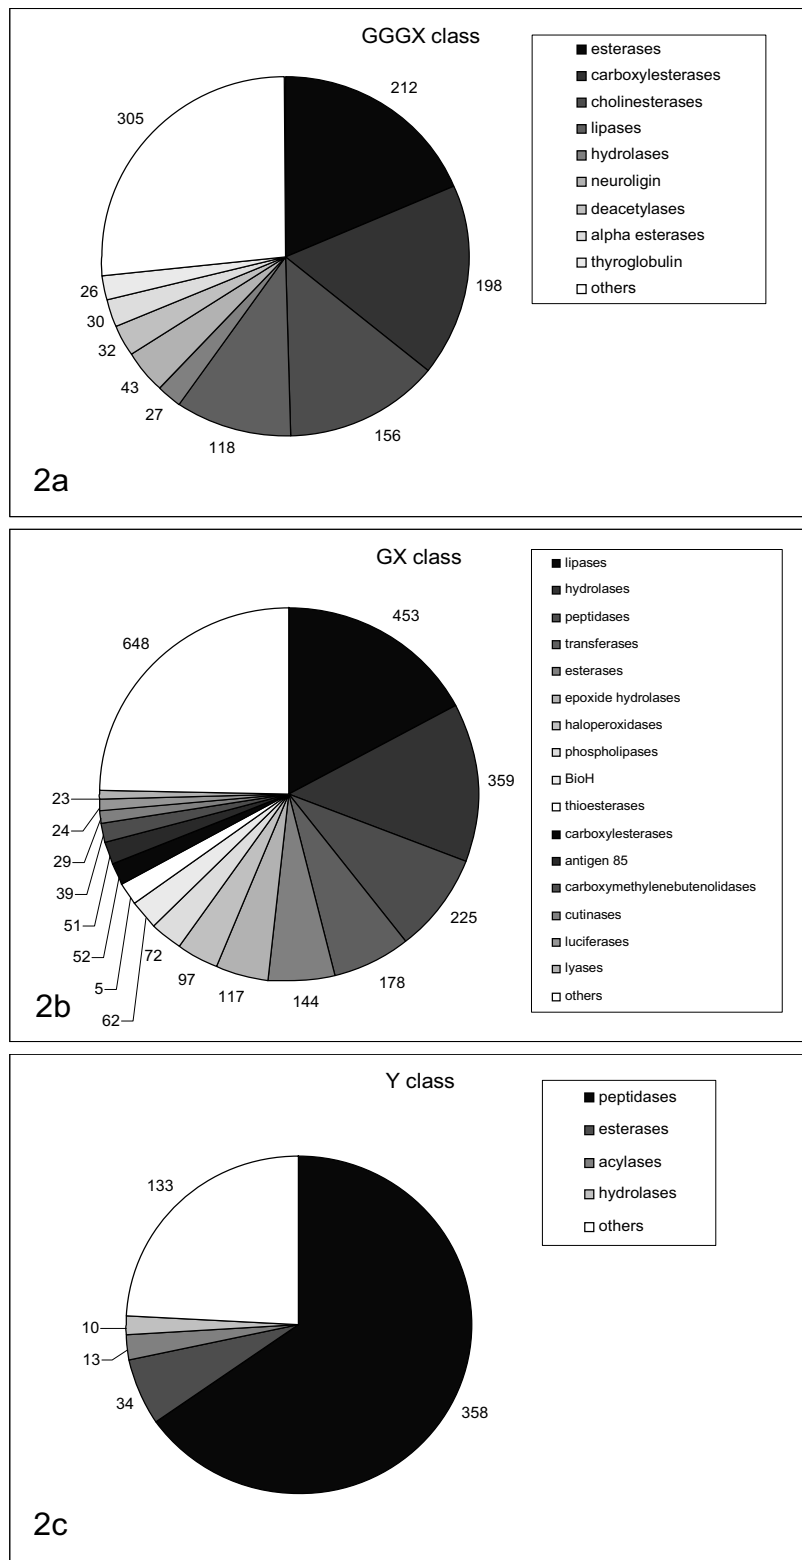 GGGX class
esterases
carboxylesterases
cholinesterases
lipases
hydrolases
neuroligin
deacetylases
alpha esterases
thyroglobulin
others
212
198
156
118
27
43
32
30
26
305
2a
GX class
lipases
hydrolases
peptidases
transferases
esterases
epoxide hydrolases
haloperoxidases
phospholipases
BioH
thioesterases
carboxylesterases
antigen 85
carboxymethylenebutenolidases
cutinases
luciferases
lyases
others
453
359
225
178
144
117
97
72
62
5
52
51
39
29
24
23
648
2b
Y class
peptidases
esterases
acylases
hydrolases
others
358
34
13
10
133
2c